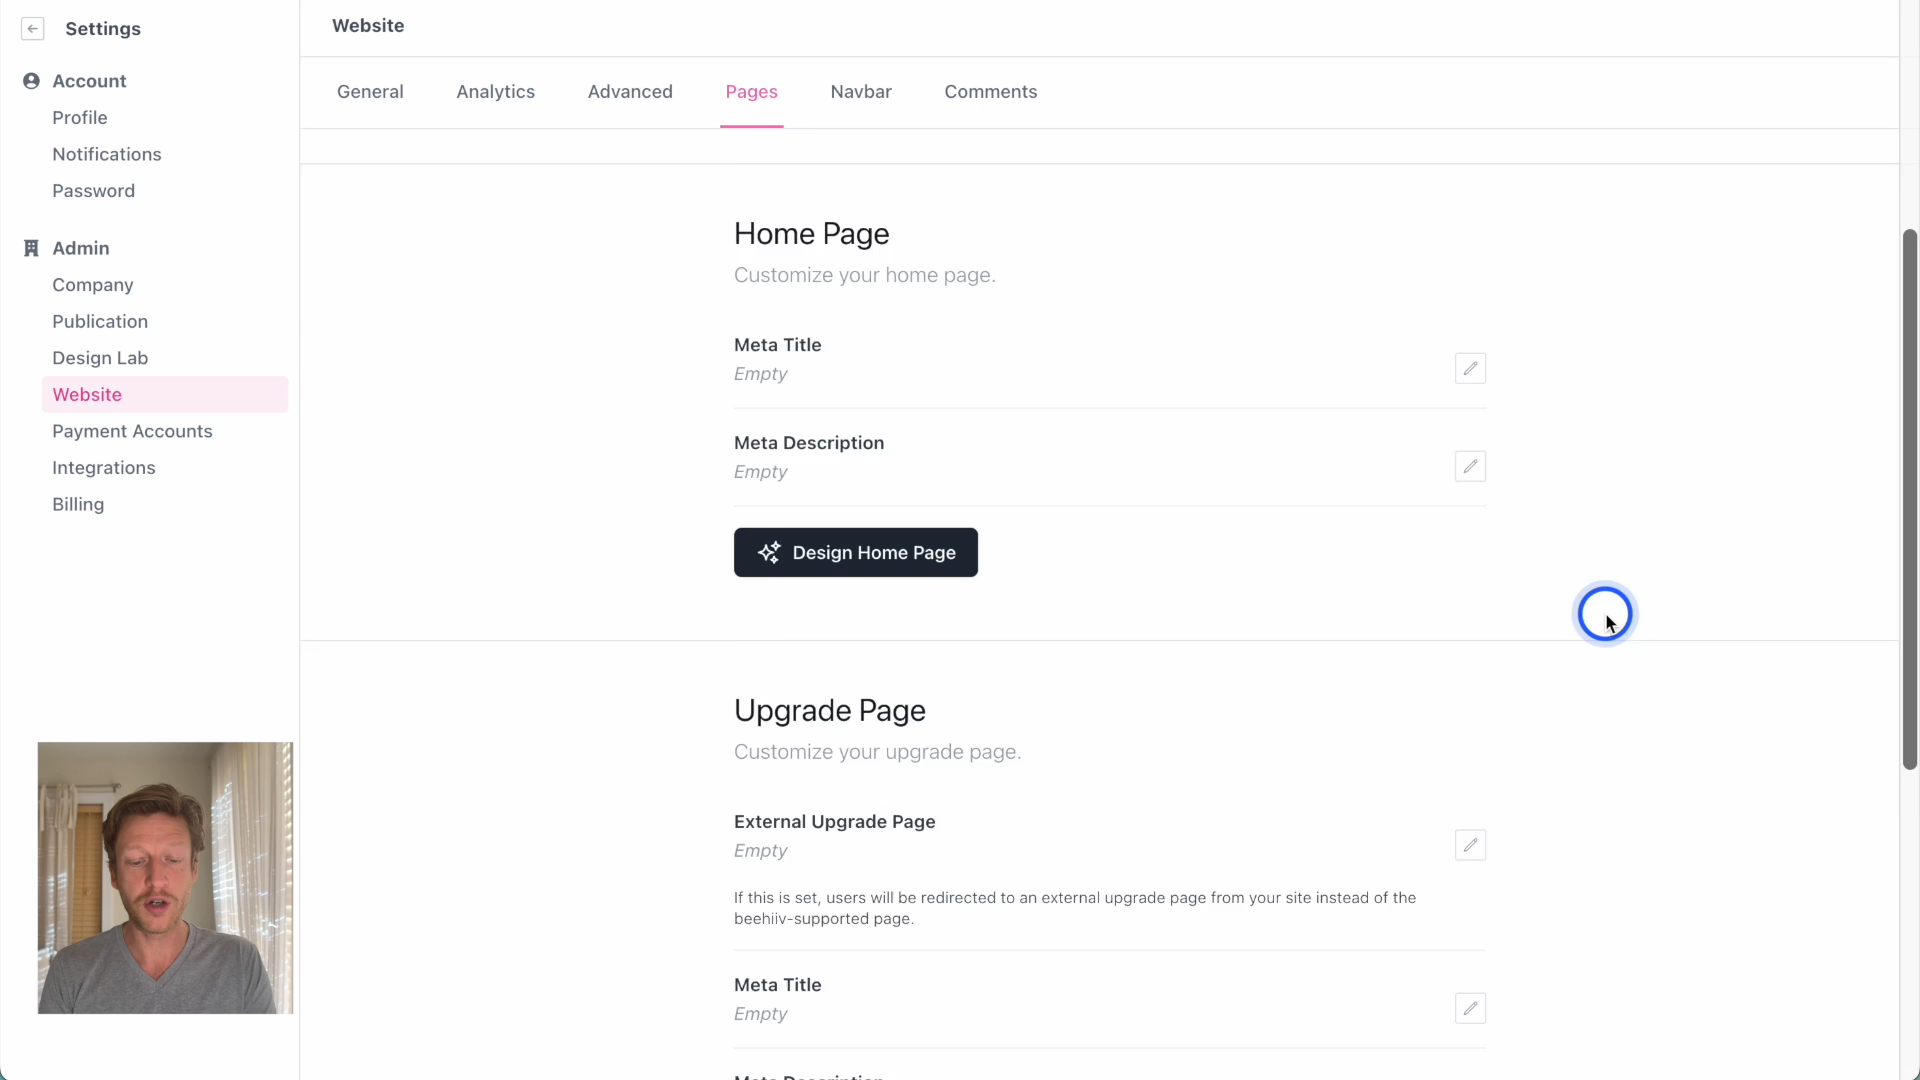 Settings
Account
Profile
Notifications
Password
Admin
Company
Publication
Design Lab
Website
Payment Accounts
Integrations
Billing
Website
General
Analytics
Advanced
Pages
Navbar
Comments
Home Page
Customize your home page.
Meta Title
Empty
Meta Description
Empty
Design Home Page
Upgrade Page
Customize your upgrade page.
External Upgrade Page
Empty
If this is set, users will be redirected to an external upgrade page from your site instead of the
beehiiv-supported page.
Meta Title
Empty
Meta Description